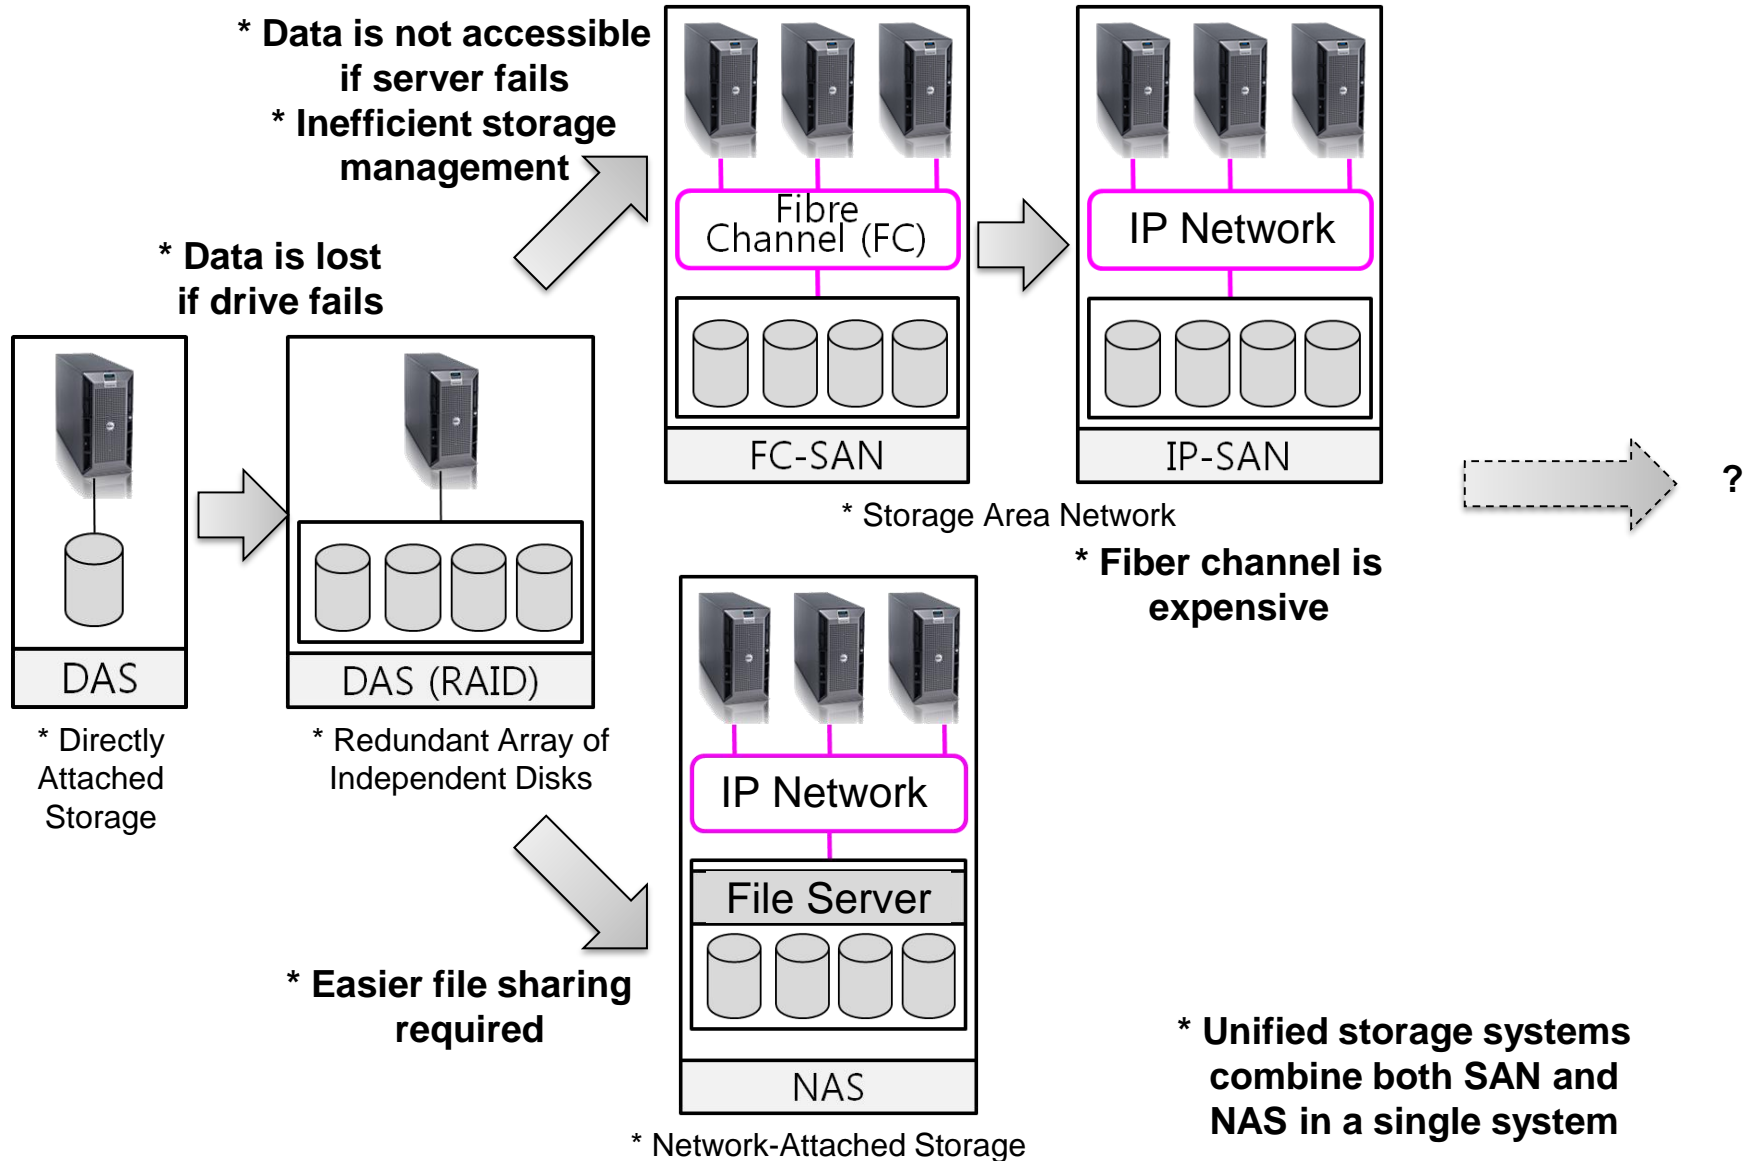 * Data is not accessible
if server fails
* Inefficient storage
management
* Data is lost
if drive fails
Fibre
Channel (FC)
FC-SAN
IP Network
IP-SAN
?
* Storage Area Network
* Fiber channel is
expensive
DAS
* Directly
Attached
Storage
DAS (RAID)
* Redundant Array of
Independent Disks
IP Network
File Server
NAS
* Network-Attached Storage
* Easier file sharing
required
* Unified storage systems
combine both SAN and
NAS in a single system